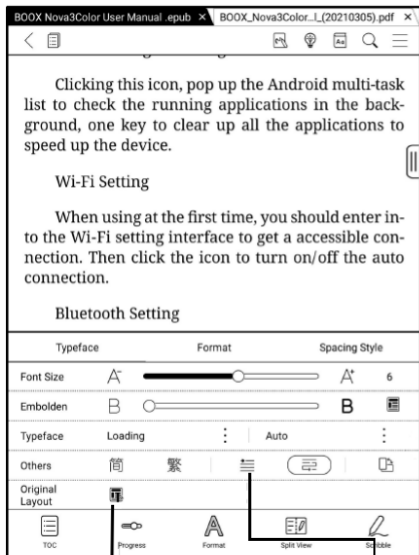 BOOX Nova3Color User Manual .epub × BOOX_Nova3Color...l_(20210305).pdf ×
Clicking this icon, pop up the Android multi-task
list to check the running applications in the back-
ground, one key to clear up all the applications to
speed up the device.
Wi-Fi Setting
When using at the first time, you should enter in-
to the Wi-Fi setting interface to get a accessible con-
nection. Then click the icon to turn on/off the auto
connection.
Bluetooth Setting
Typeface Format Spacing Style
Font Size A- A+ 6
Embolden B B
Typeface Loading Auto
Others 简 繁
Original
Layout
TOC Progress Format Split View Scribble